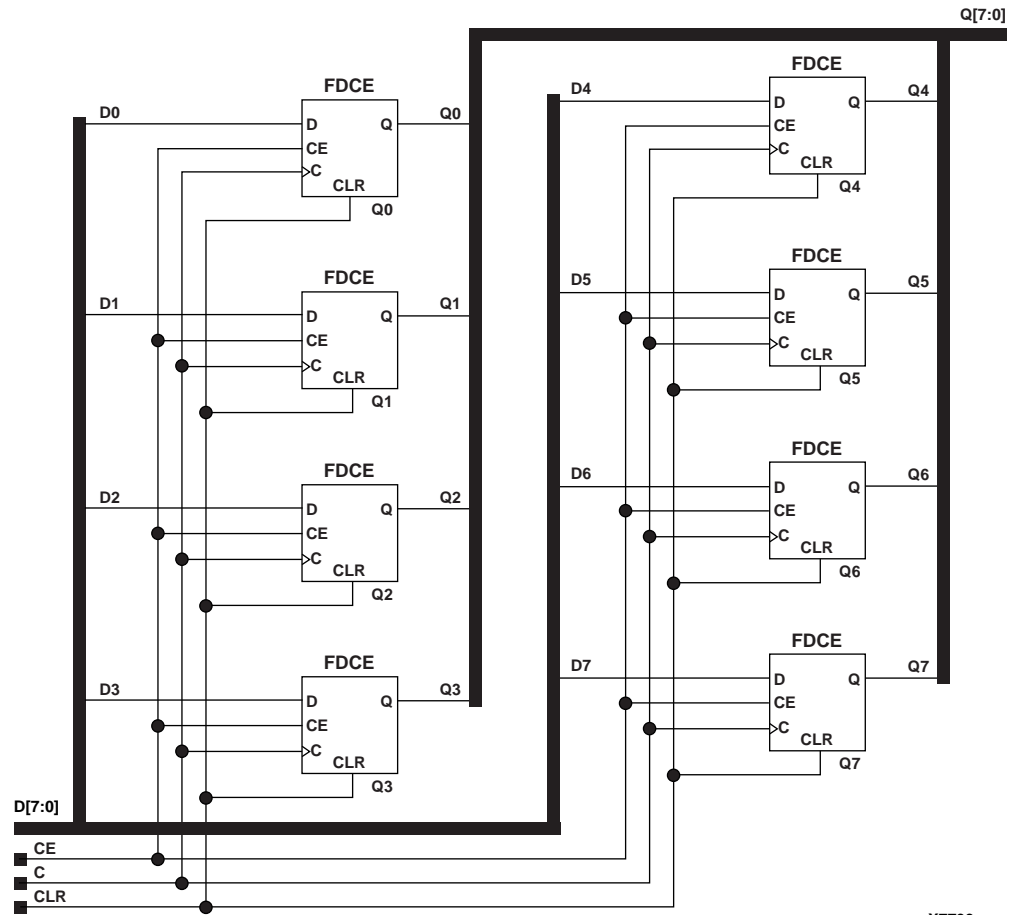 Q[7:0]
FDCE
D0
D
Q
Q0
CE
C
CLR
Q0
FDCE
D1
D
Q
Q1
CE
C
CLR
Q1
FDCE
D2
D
Q
Q2
CE
C
CLR
Q2
FDCE
D3
D
Q
Q3
CE
C
CLR
Q3
FDCE
D4
D
Q
Q4
CE
C
CLR
Q4
FDCE
D5
D
Q
Q5
CE
C
CLR
Q5
FDCE
D6
D
Q
Q6
CE
C
CLR
Q6
FDCE
D7
D
Q
Q7
CE
C
CLR
Q7
D[7:0]
CE
C
CLR